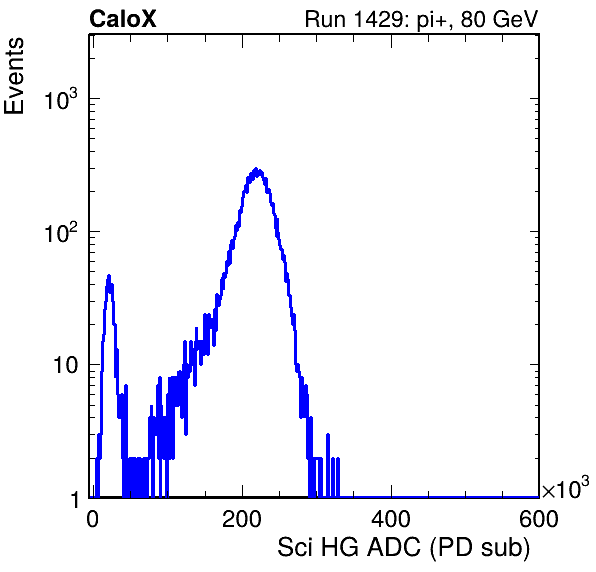 CaloX Run 1429: pi+, 80 GeV
Events
10³
10²
10
1
0 200 400 600
×10³
Sci HG ADC (PD sub)